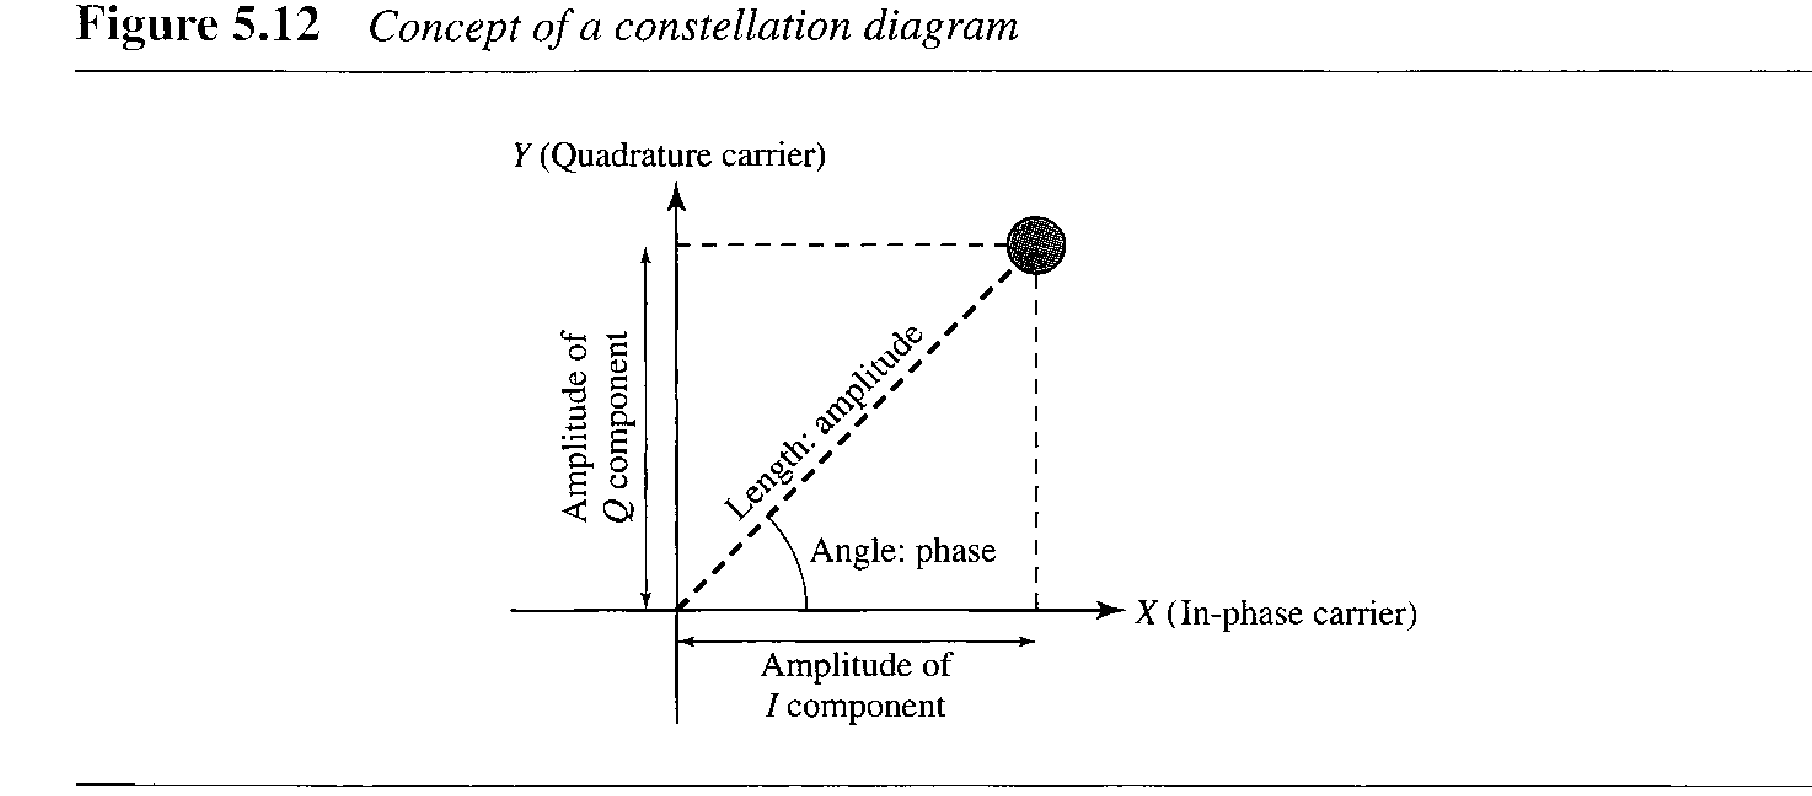 Figure 5.12 Concept of a constellation diagram
Y (Quadrature carrier)
Amplitude of
Q component
Length: amplitude
Angle: phase
X (In-phase carrier)
Amplitude of
I component